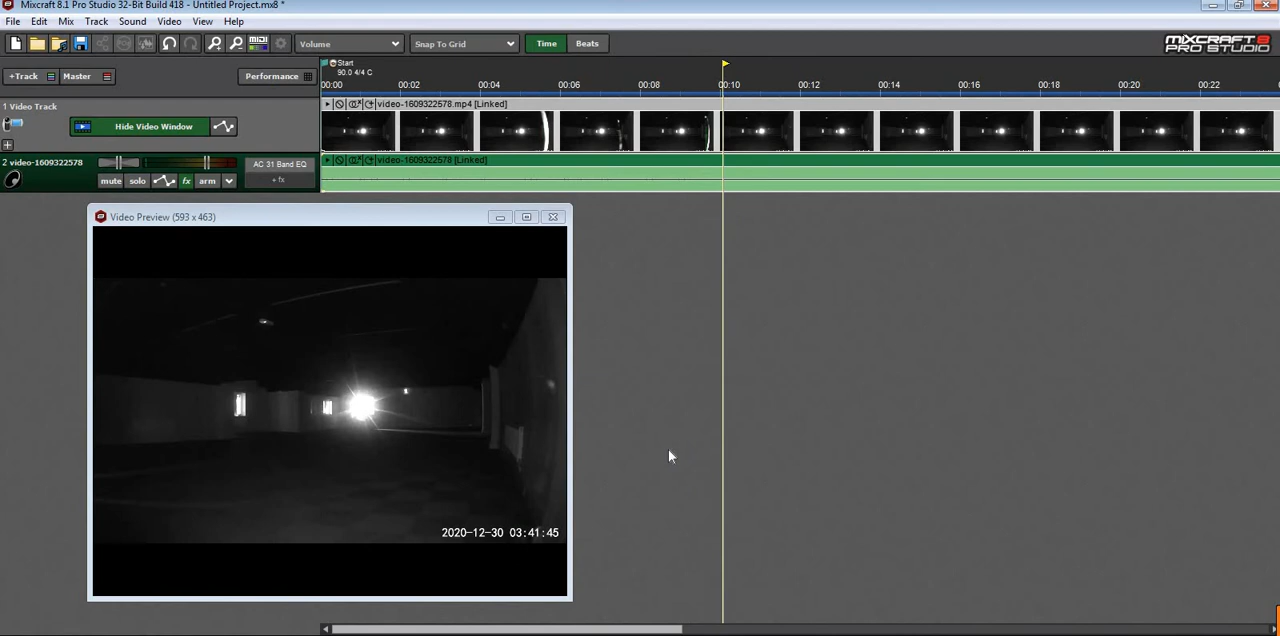 Mixcraft 8.1 Pro Studio 32-Bit Build 418 - Untitled Project.mx8 *
File Edit Mix Track Sound Video View Help
Volume Snap To Grid Time Beats MIXCRAFT 8 PRO STUDIO
+Track Master Performance
Start
90.0 4/4 C
00:00 00:02 00:04 00:06 00:08 00:10 00:12 00:14 00:16 00:18 00:20 00:22
1 Video Track
video-1609322578.mp4 [Linked]
Hide Video Window
2 video-1609322578
video-1609322578 [Linked]
AC 31 Band EQ
+ fx
mute solo fx arm
Video Preview (593 x 463)
2020-12-30 03:41:45